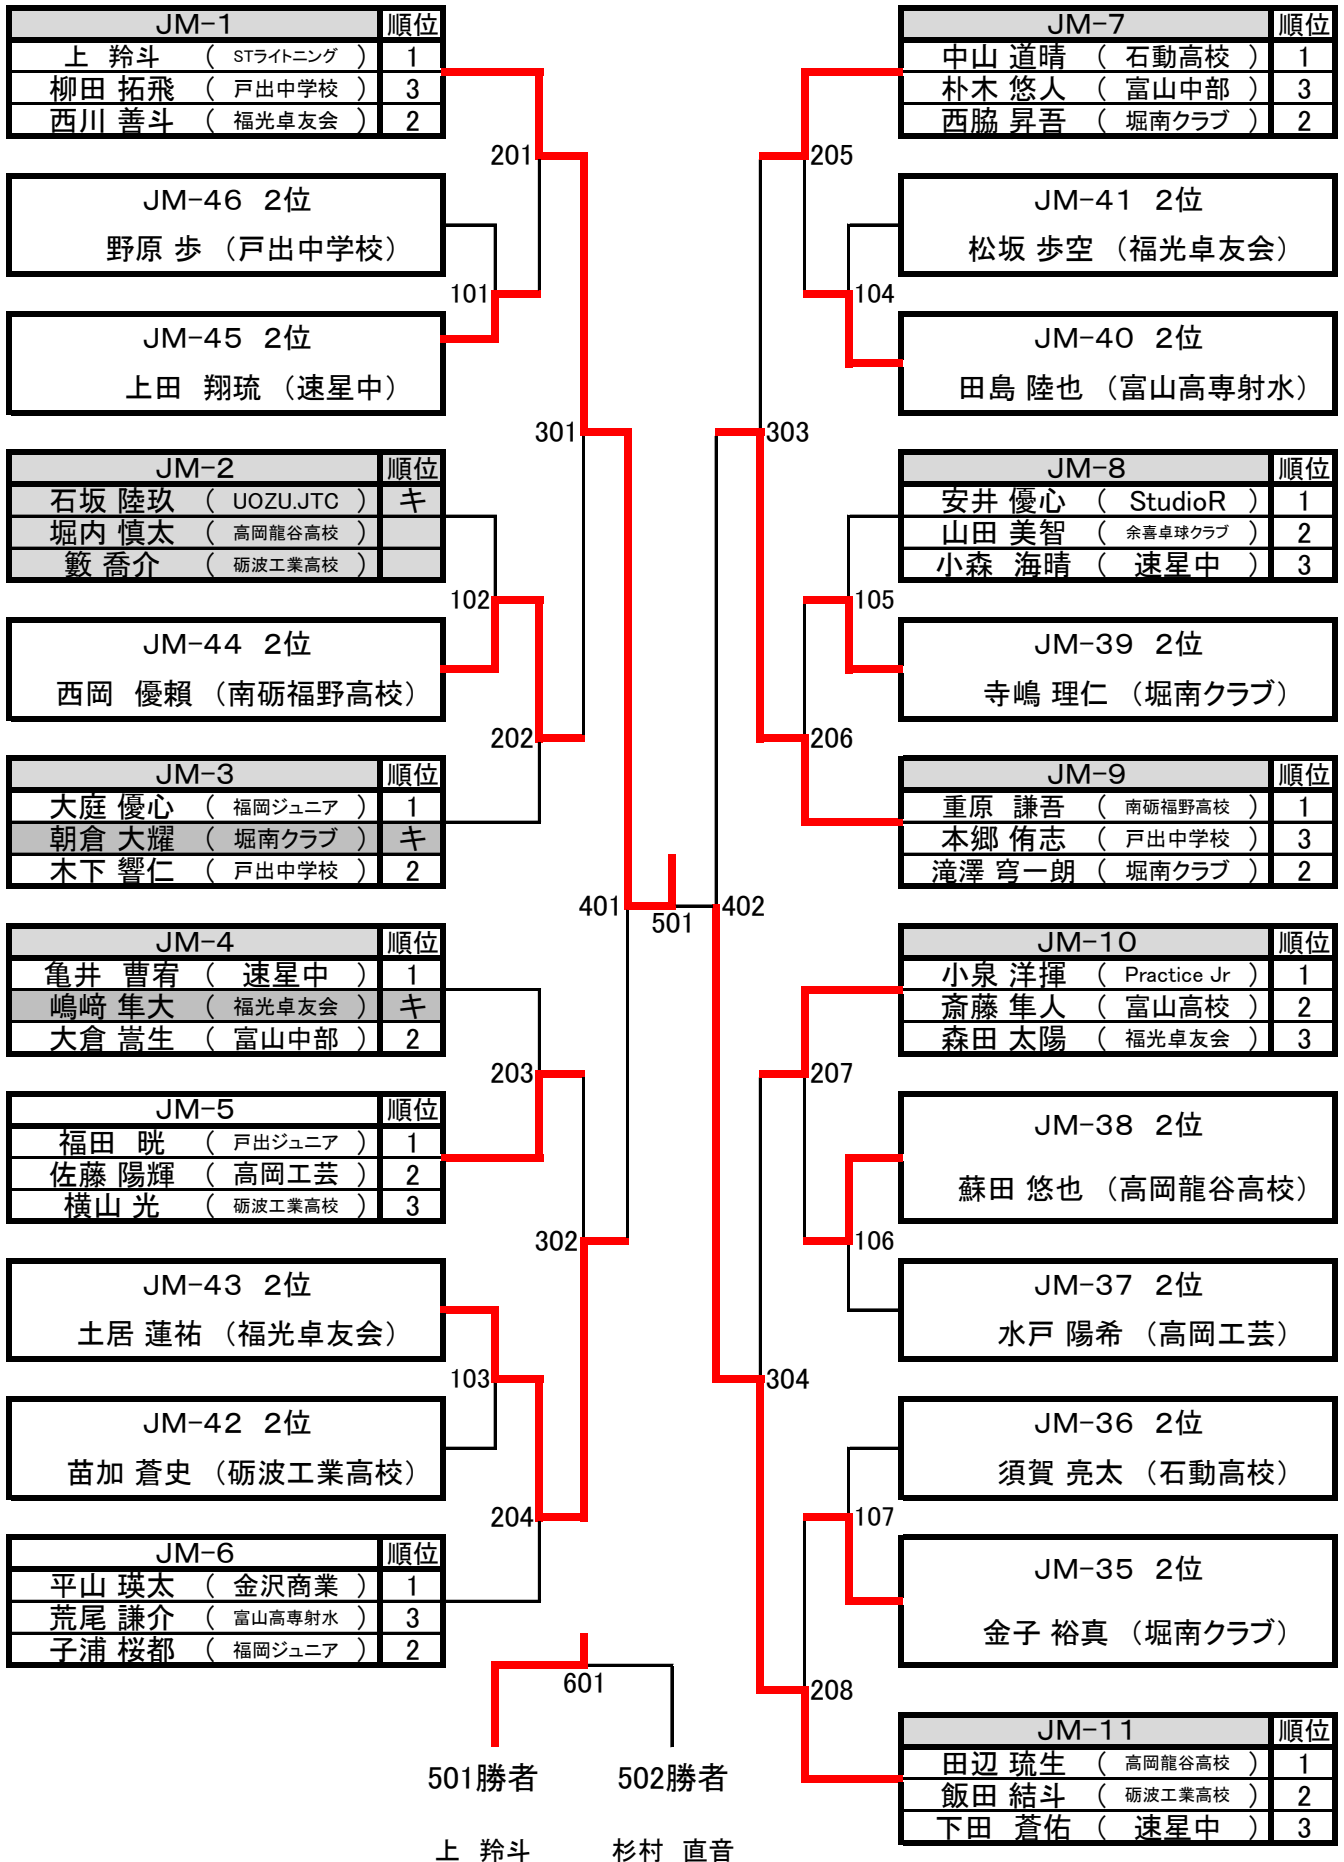 JM-1 順位
上 羚斗 （ STライトニング ） 1
柳田 拓飛 （ 戸出中学校 ） 3
西川 善斗 （ 福光卓友会 ） 2
201
JM-46 2位
野原 歩 （戸出中学校）
101
JM-45 2位
上田 翔琉 （速星中）
301
JM-2 順位
石坂 陸玖 （ UOZU.JTC ） キ
堀内 慎太 （ 高岡龍谷高校 ）
籔 喬介 （ 砺波工業高校 ）
102
JM-44 2位
西岡 優賴 （南砺福野高校）
202
JM-3 順位
大庭 優心 （ 福岡ジュニア ） 1
朝倉 大耀 （ 堀南クラブ ） キ
木下 響仁 （ 戸出中学校 ） 2
401
501
JM-4 順位
亀井 曹宥 （ 速星中 ） 1
嶋﨑 隼大 （ 福光卓友会 ） キ
大倉 嵩生 （ 富山中部 ） 2
203
JM-5 順位
福田 晄 （ 戸出ジュニア ） 1
佐藤 陽輝 （ 高岡工芸 ） 2
横山 光 （ 砺波工業高校 ） 3
302
JM-43 2位
土居 蓮祐 （福光卓友会）
103
JM-42 2位
苗加 蒼史 （砺波工業高校）
204
JM-6 順位
平山 瑛太 （ 金沢商業 ） 1
荒尾 謙介 （ 富山高専射水 ） 3
子浦 桜都 （ 福岡ジュニア ） 2
601
501勝者 502勝者
上 羚斗 杉村 直音
JM-7 順位
中山 道晴 （ 石動高校 ） 1
朴木 悠人 （ 富山中部 ） 3
西脇 昇吾 （ 堀南クラブ ） 2
205
JM-41 2位
松坂 歩空 （福光卓友会）
104
JM-40 2位
田島 陸也 （富山高専射水）
303
JM-8 順位
安井 優心 （ StudioR ） 1
山田 美智 （ 余喜卓球クラブ ） 2
小森 海晴 （ 速星中 ） 3
105
JM-39 2位
寺嶋 理仁 （堀南クラブ）
206
JM-9 順位
重原 謙吾 （ 南砺福野高校 ） 1
本郷 侑志 （ 戸出中学校 ） 3
滝澤 穹一朗 （ 堀南クラブ ） 2
402
JM-10 順位
小泉 洋揮 （ Practice Jr ） 1
斎藤 隼人 （ 富山高校 ） 2
森田 太陽 （ 福光卓友会 ） 3
207
JM-38 2位
蘇田 悠也 （高岡龍谷高校）
106
JM-37 2位
水戸 陽希 （高岡工芸）
304
JM-36 2位
須賀 亮太 （石動高校）
107
JM-35 2位
金子 裕真 （堀南クラブ）
208
JM-11 順位
田辺 琉生 （ 高岡龍谷高校 ） 1
飯田 結斗 （ 砺波工業高校 ） 2
下田 蒼佑 （ 速星中 ） 3